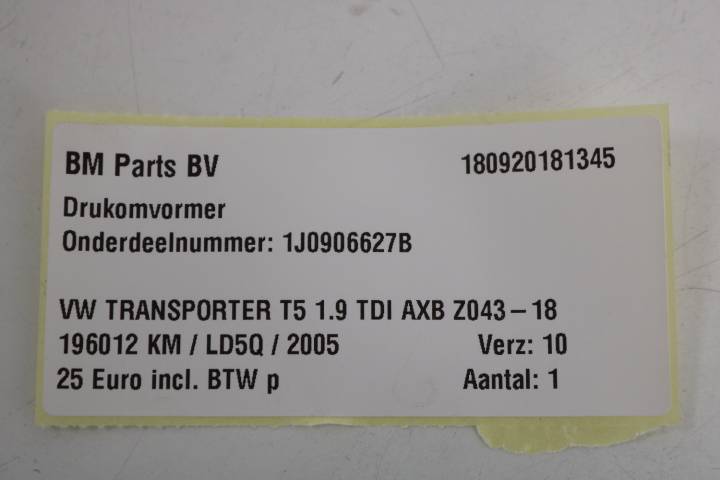 BM Parts BV 180920181345
Drukomvormer
Onderdeelnummer: 1J0906627B
VW TRANSPORTER T5 1.9 TDI AXB Z043-18
196012 KM / LD5Q / 2005 Verz: 10
25 Euro incl. BTW p Aantal: 1